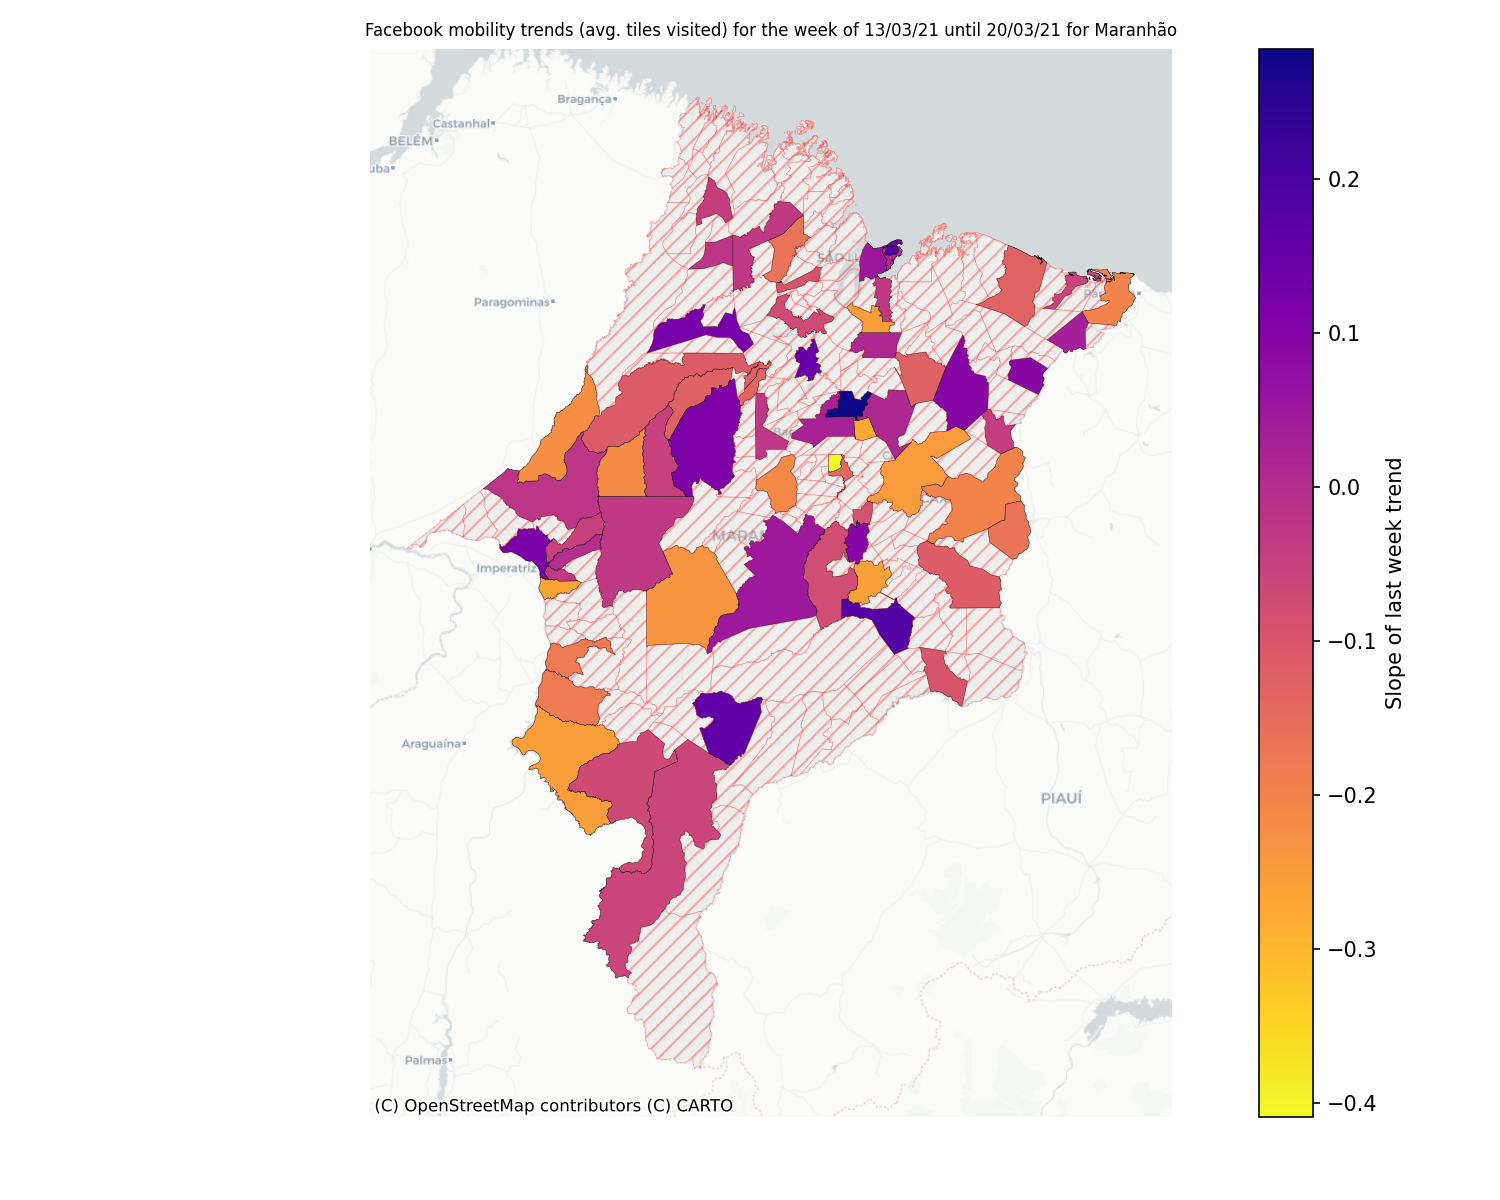 Facebook mobility trends (avg. tiles visited) for the week of 13/03/21 until 20/03/21 for Maranhão
Bragança
Castanhal
BELÉM
uba
SÃO L
Paragominas
Imperatriz
MARA
Araguaína
PIAUÍ
Palmas
(C) OpenStreetMap contributors (C) CARTO
0.2
0.1
0.0
−0.1
−0.2
−0.3
−0.4
Slope of last week trend